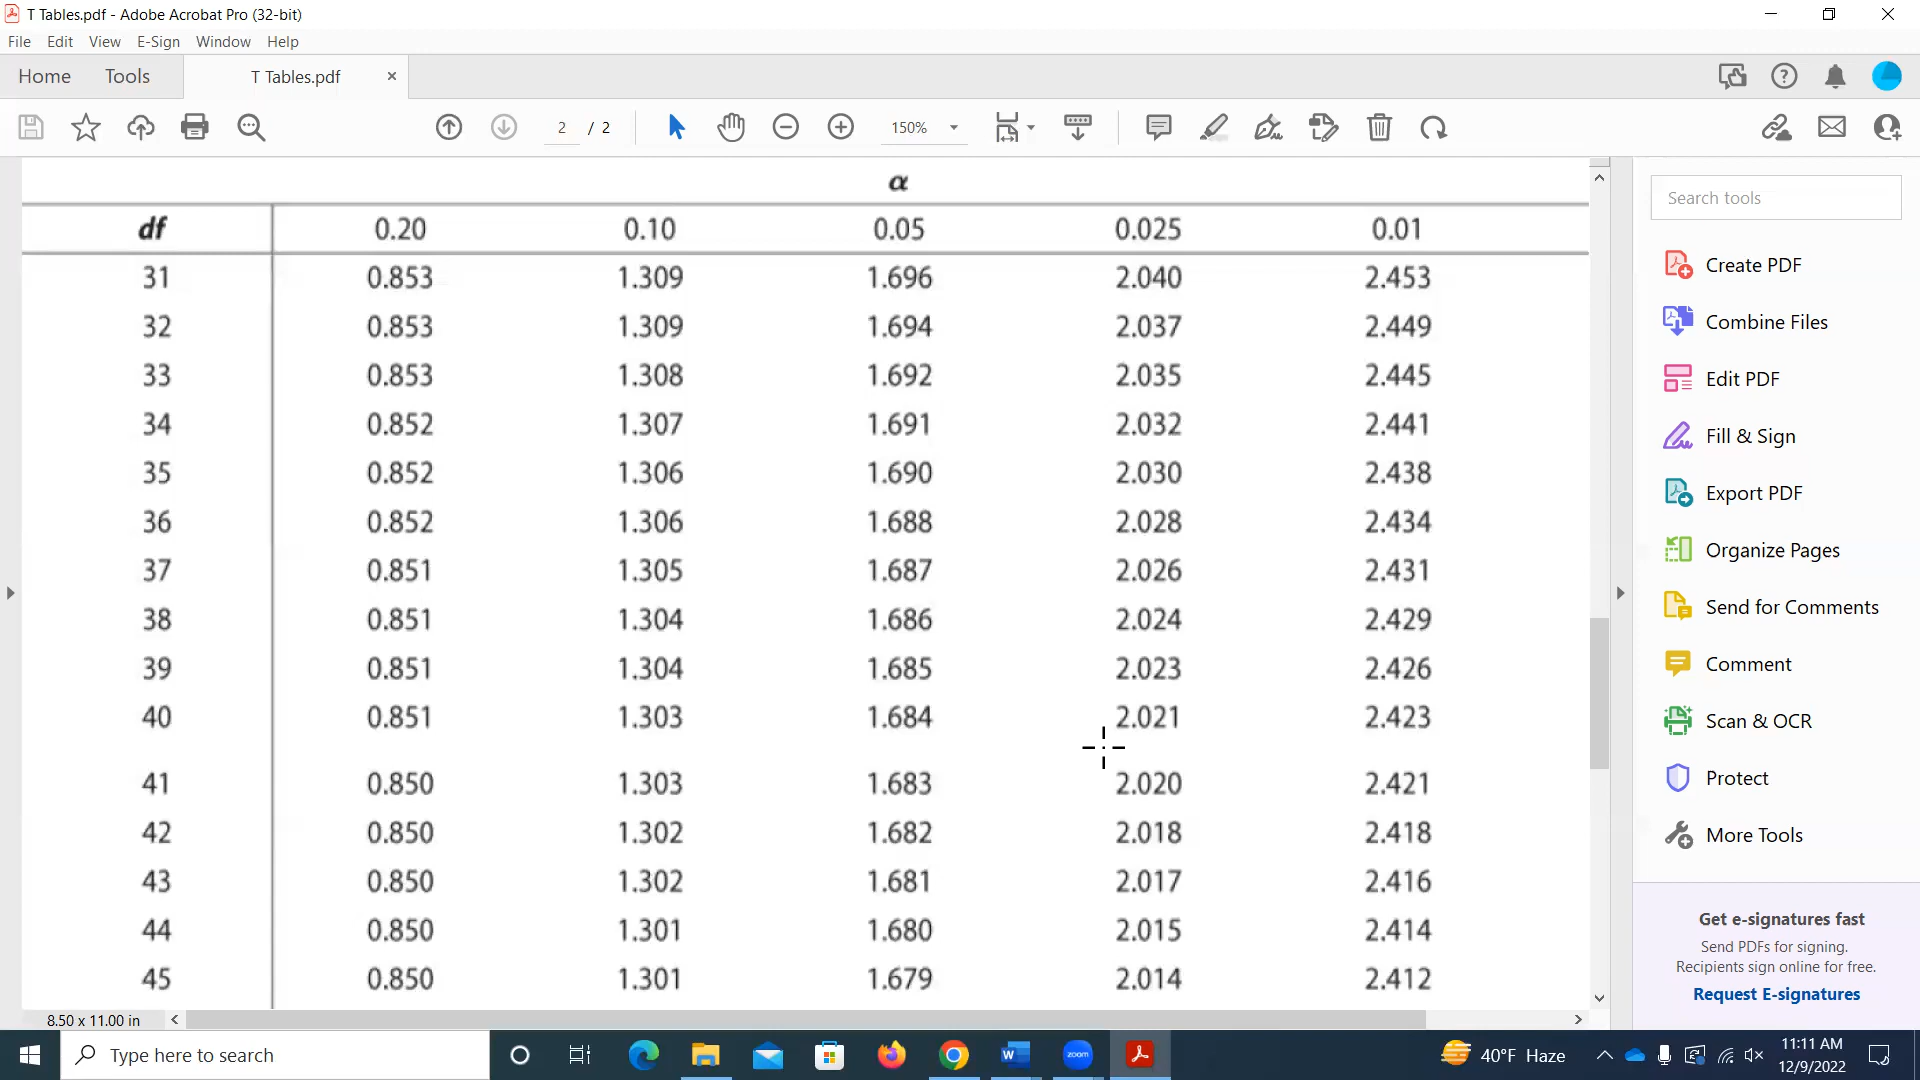 T Tables.pdf - Adobe Acrobat Pro (32-bit)
File Edit View E-Sign Window Help
Home Tools T Tables.pdf
2 / 2 150%
α
df 0.20 0.10 0.05 0.025 0.01
31 0.853 1.309 1.696 2.040 2.453
32 0.853 1.309 1.694 2.037 2.449
33 0.853 1.308 1.692 2.035 2.445
34 0.852 1.307 1.691 2.032 2.441
35 0.852 1.306 1.690 2.030 2.438
36 0.852 1.306 1.688 2.028 2.434
37 0.851 1.305 1.687 2.026 2.431
38 0.851 1.304 1.686 2.024 2.429
39 0.851 1.304 1.685 2.023 2.426
40 0.851 1.303 1.684 2.021 2.423
41 0.850 1.303 1.683 2.020 2.421
42 0.850 1.302 1.682 2.018 2.418
43 0.850 1.302 1.681 2.017 2.416
44 0.850 1.301 1.680 2.015 2.414
45 0.850 1.301 1.679 2.014 2.412
8.50 x 11.00 in
Search tools
Create PDF
Combine Files
Edit PDF
Fill & Sign
Export PDF
Organize Pages
Send for Comments
Comment
Scan & OCR
Protect
More Tools
Get e-signatures fast
Send PDFs for signing.
Recipients sign online for free.
Request E-signatures
Type here to search
zoom
40°F Haze
11:11 AM
12/9/2022